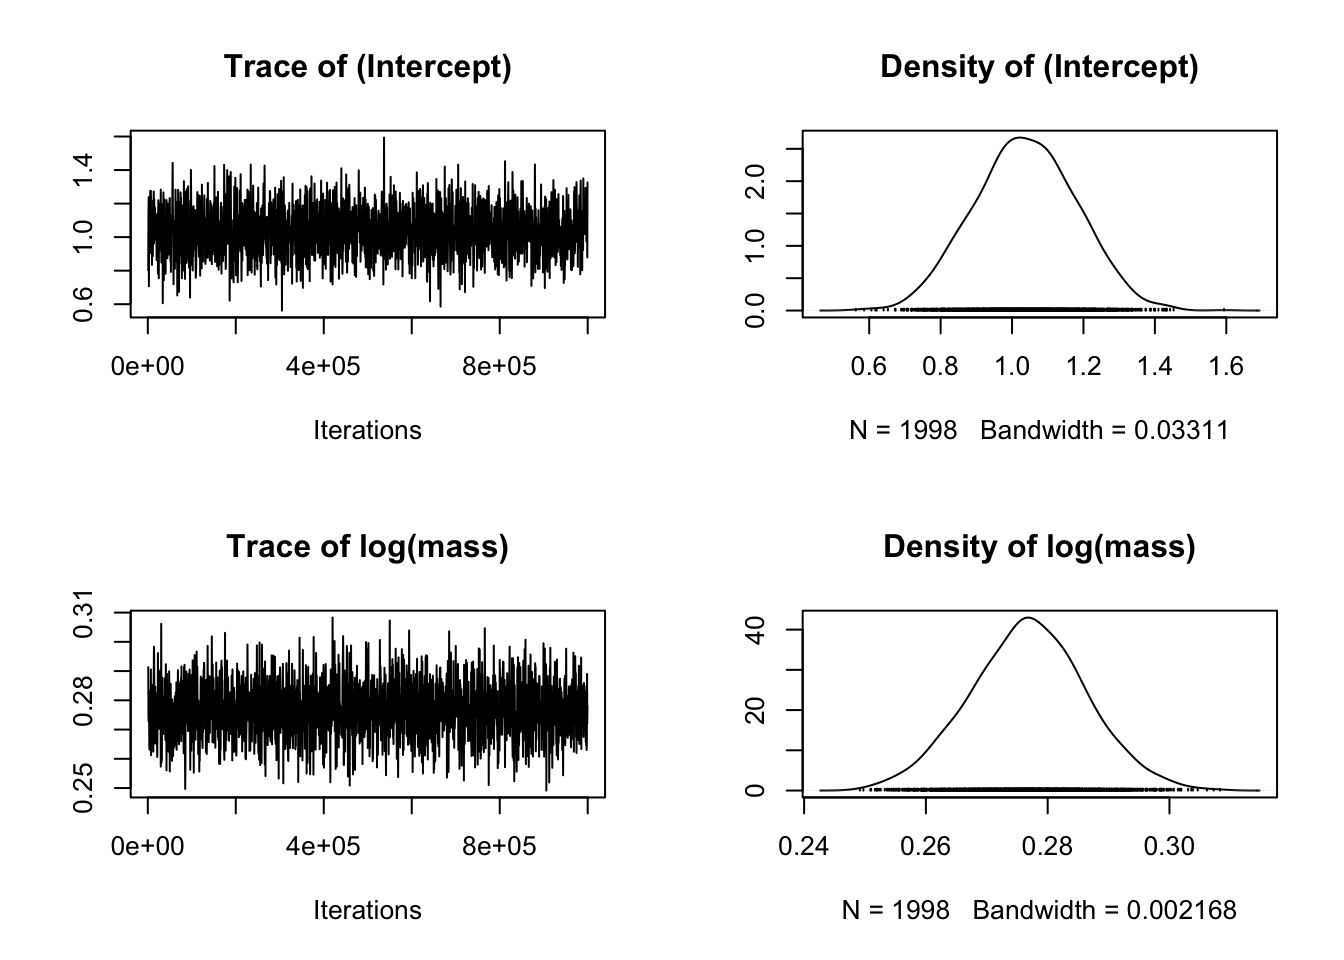 Trace of (Intercept)
1.4
1.0
0.6
0e+00 4e+05 8e+05
Iterations
Density of (Intercept)
2.0
1.0
0.0
0.6 0.8 1.0 1.2 1.4 1.6
N = 1998 Bandwidth = 0.03311
Trace of log(mass)
0.31
0.28
0.25
0e+00 4e+05 8e+05
Iterations
Density of log(mass)
40
20
0
0.24 0.26 0.28 0.30
N = 1998 Bandwidth = 0.002168